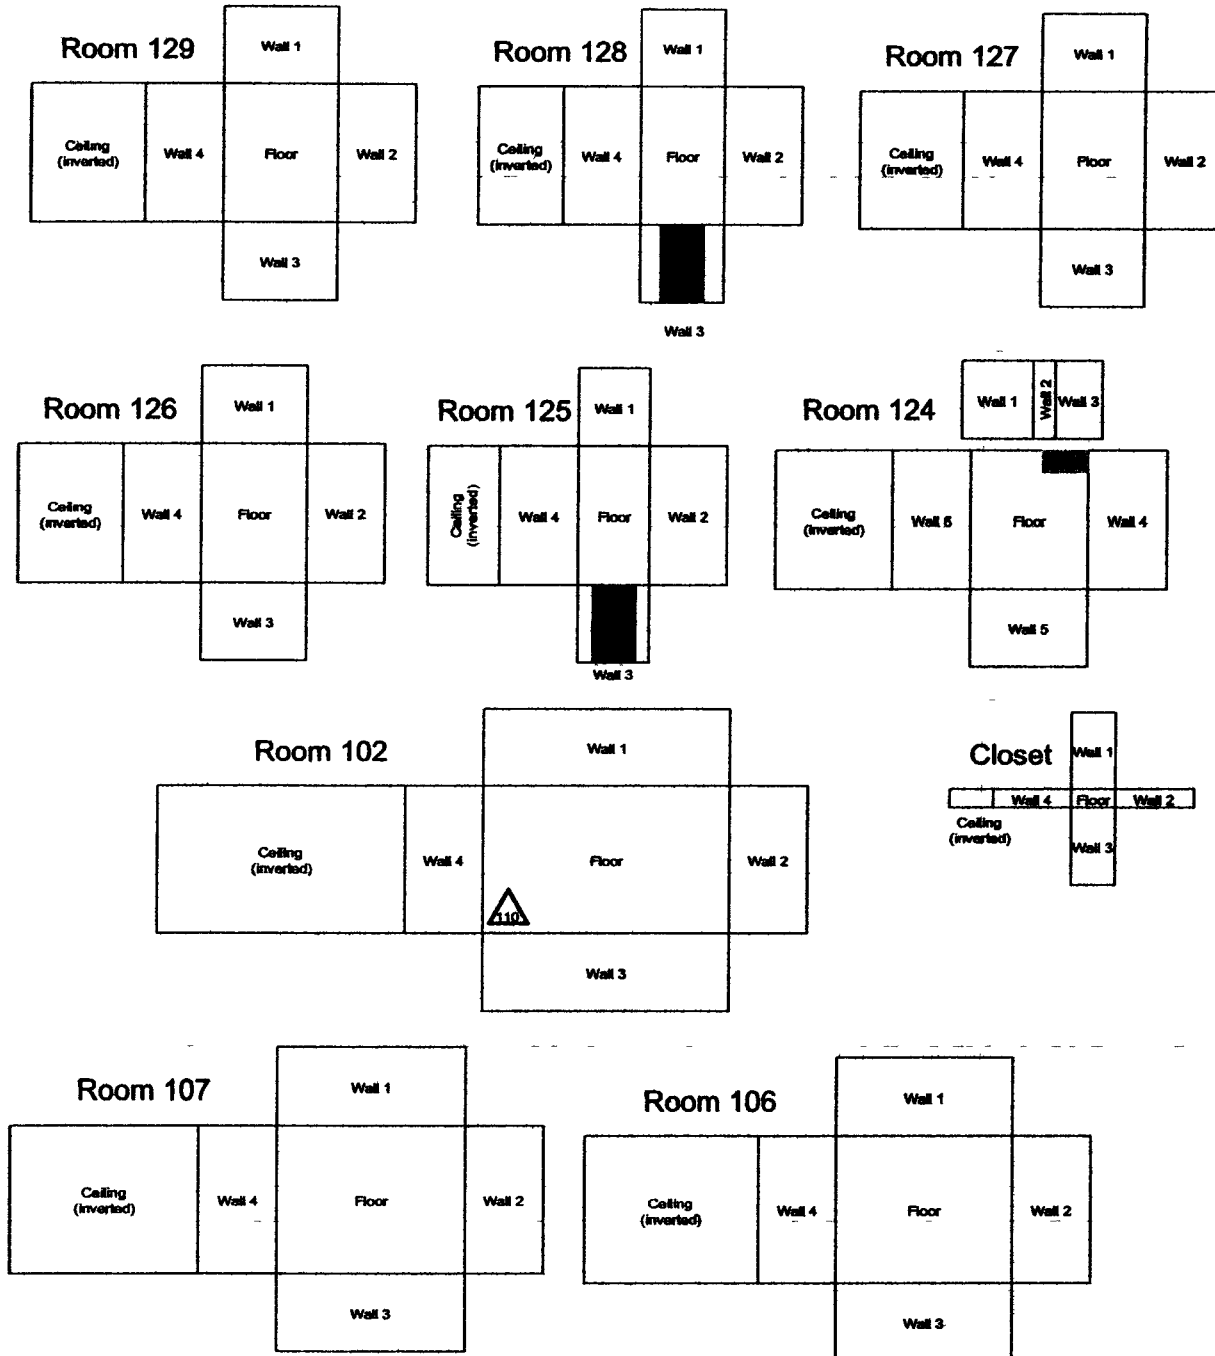 Room 129
Wall 1
Ceiling
(inverted)
Wall 4
Floor
Wall 2
Wall 3
Room 128
Wall 1
Ceiling
(inverted)
Wall 4
Floor
Wall 2
Wall 3
Room 127
Wall 1
Ceiling
(inverted)
Wall 4
Floor
Wall 2
Wall 3
Room 126
Wall 1
Ceiling
(inverted)
Wall 4
Floor
Wall 2
Wall 3
Room 125
Wall 1
Ceiling
(inverted)
Wall 4
Floor
Wall 2
Wall 3
Room 124
Wall 1
Wall 2
Wall 3
Ceiling
(inverted)
Wall 6
Floor
Wall 4
Wall 5
Room 102
Wall 1
Ceiling
(inverted)
Wall 4
Floor
Wall 2
110
Wall 3
Closet
Wall 1
Wall 4
Floor
Wall 2
Ceiling
(inverted)
Wall 3
Room 107
Wall 1
Ceiling
(inverted)
Wall 4
Floor
Wall 2
Wall 3
Room 106
Wall 1
Ceiling
(inverted)
Wall 4
Floor
Wall 2
Wall 3